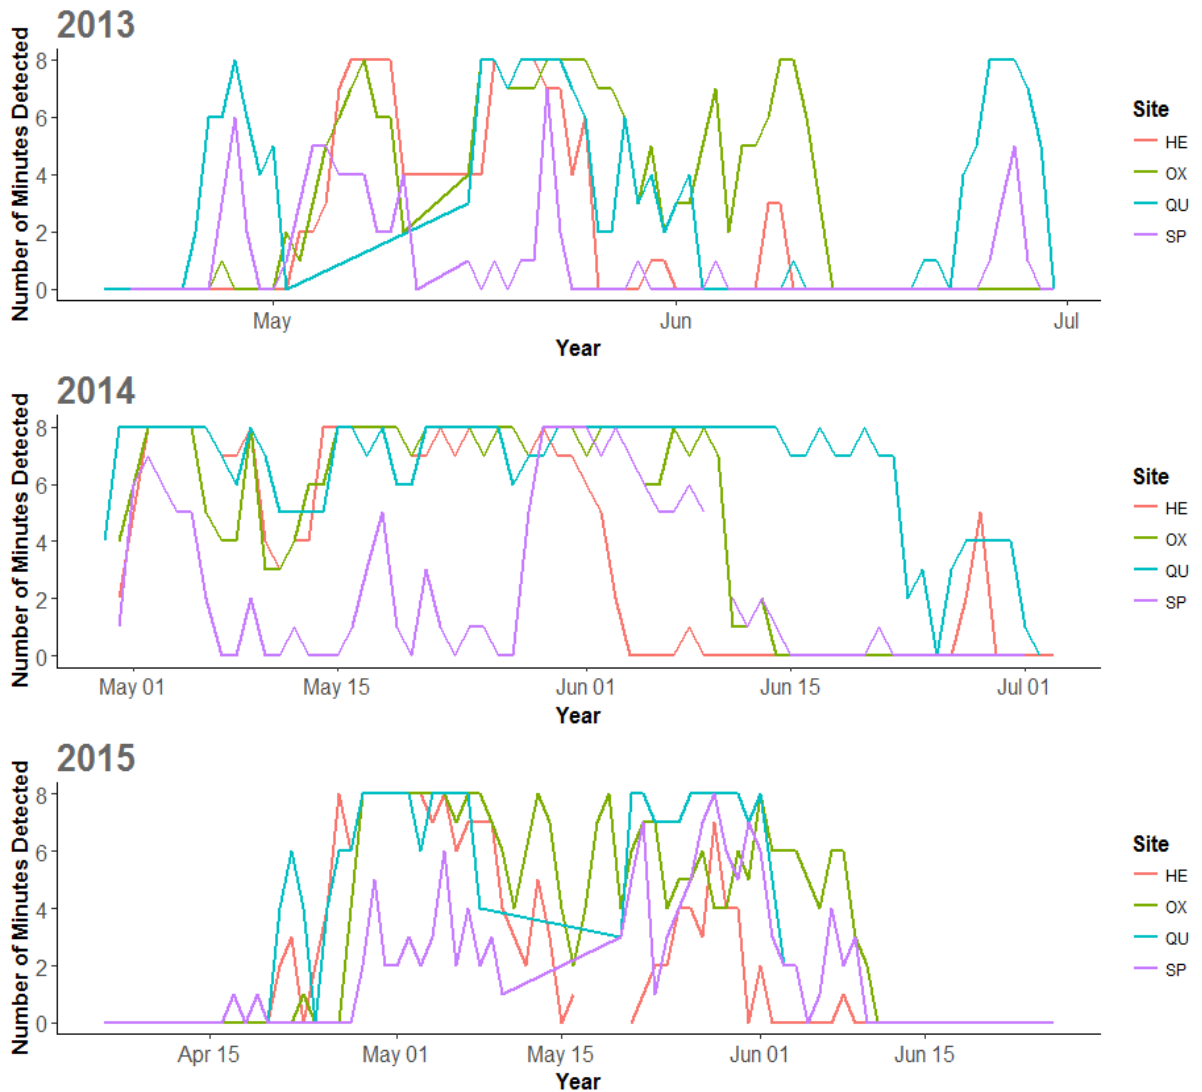 2013
Number of Minutes Detected
8
6
4
2
0
May
Jun
Jul
Year
Site
HE
OX
QU
SP
2014
Number of Minutes Detected
8
6
4
2
0
May 01
May 15
Jun 01
Jun 15
Jul 01
Year
Site
HE
OX
QU
SP
2015
Number of Minutes Detected
8
6
4
2
0
Apr 15
May 01
May 15
Jun 01
Jun 15
Year
Site
HE
OX
QU
SP